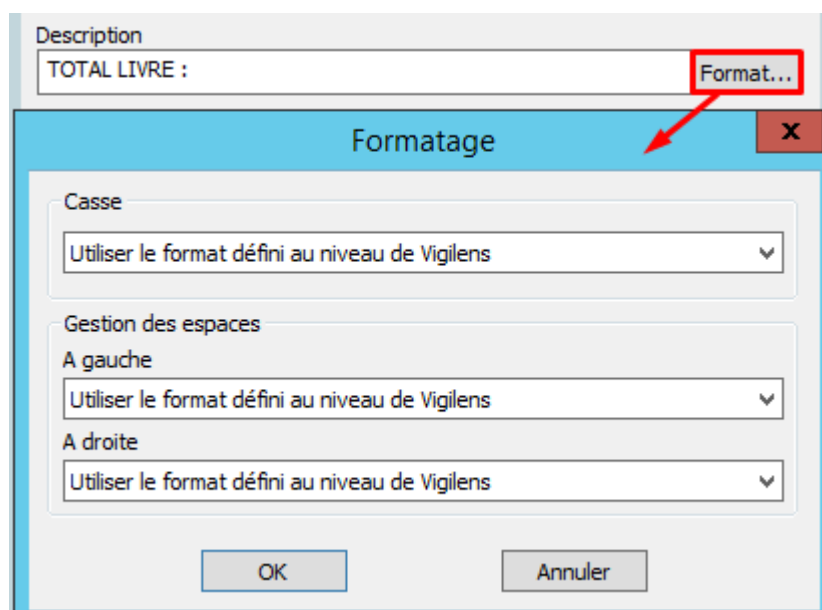 Description
TOTAL LIVRE :
Format...
Formatage
x
Casse
Utiliser le format défini au niveau de Vigilens
Gestion des espaces
A gauche
Utiliser le format défini au niveau de Vigilens
A droite
Utiliser le format défini au niveau de Vigilens
OK
Annuler